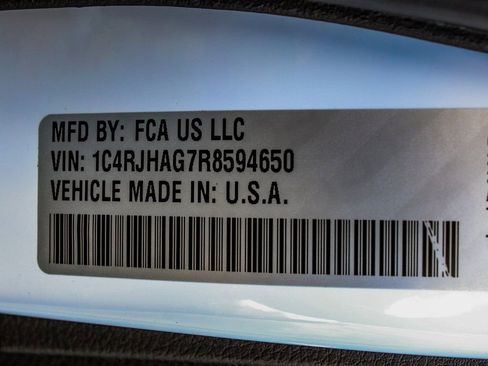 MFD BY: FCA US LLC
VIN: 1C4RJHAG7R8594650
VEHICLE MADE IN: U.S.A.